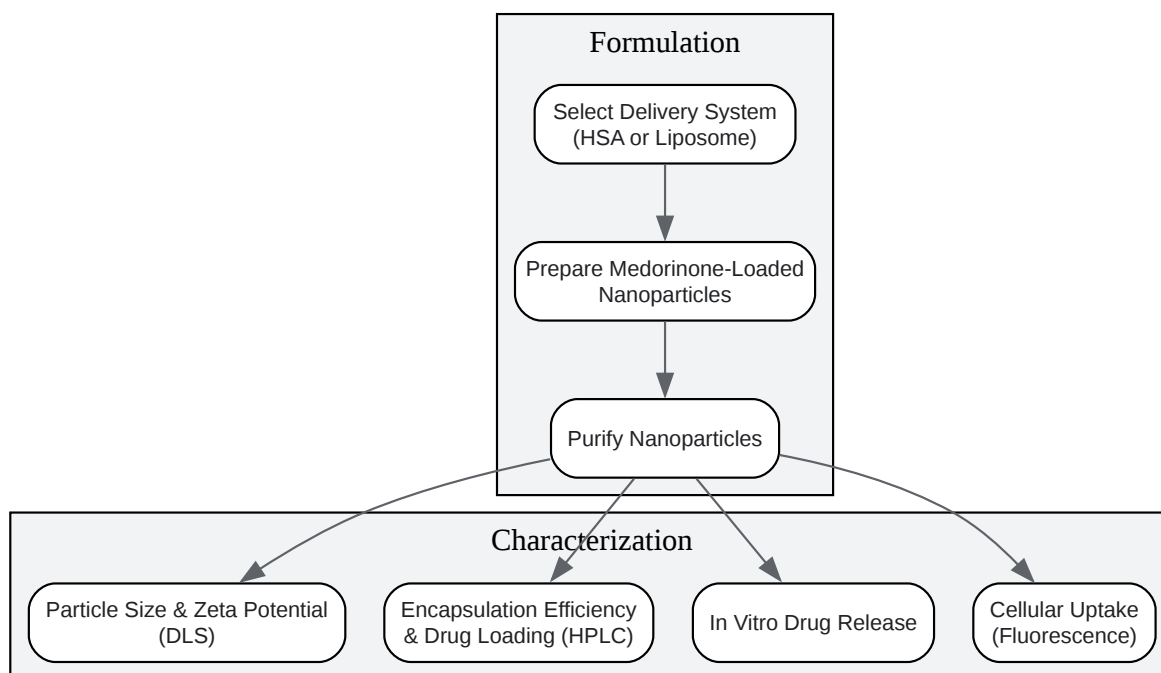 Formulation
Select Delivery System
(HSA or Liposome)
Prepare Medorinone-Loaded
Nanoparticles
Purify Nanoparticles
Characterization
Particle Size & Zeta Potential
(DLS)
Encapsulation Efficiency
& Drug Loading (HPLC)
In Vitro Drug Release
Cellular Uptake
(Fluorescence)